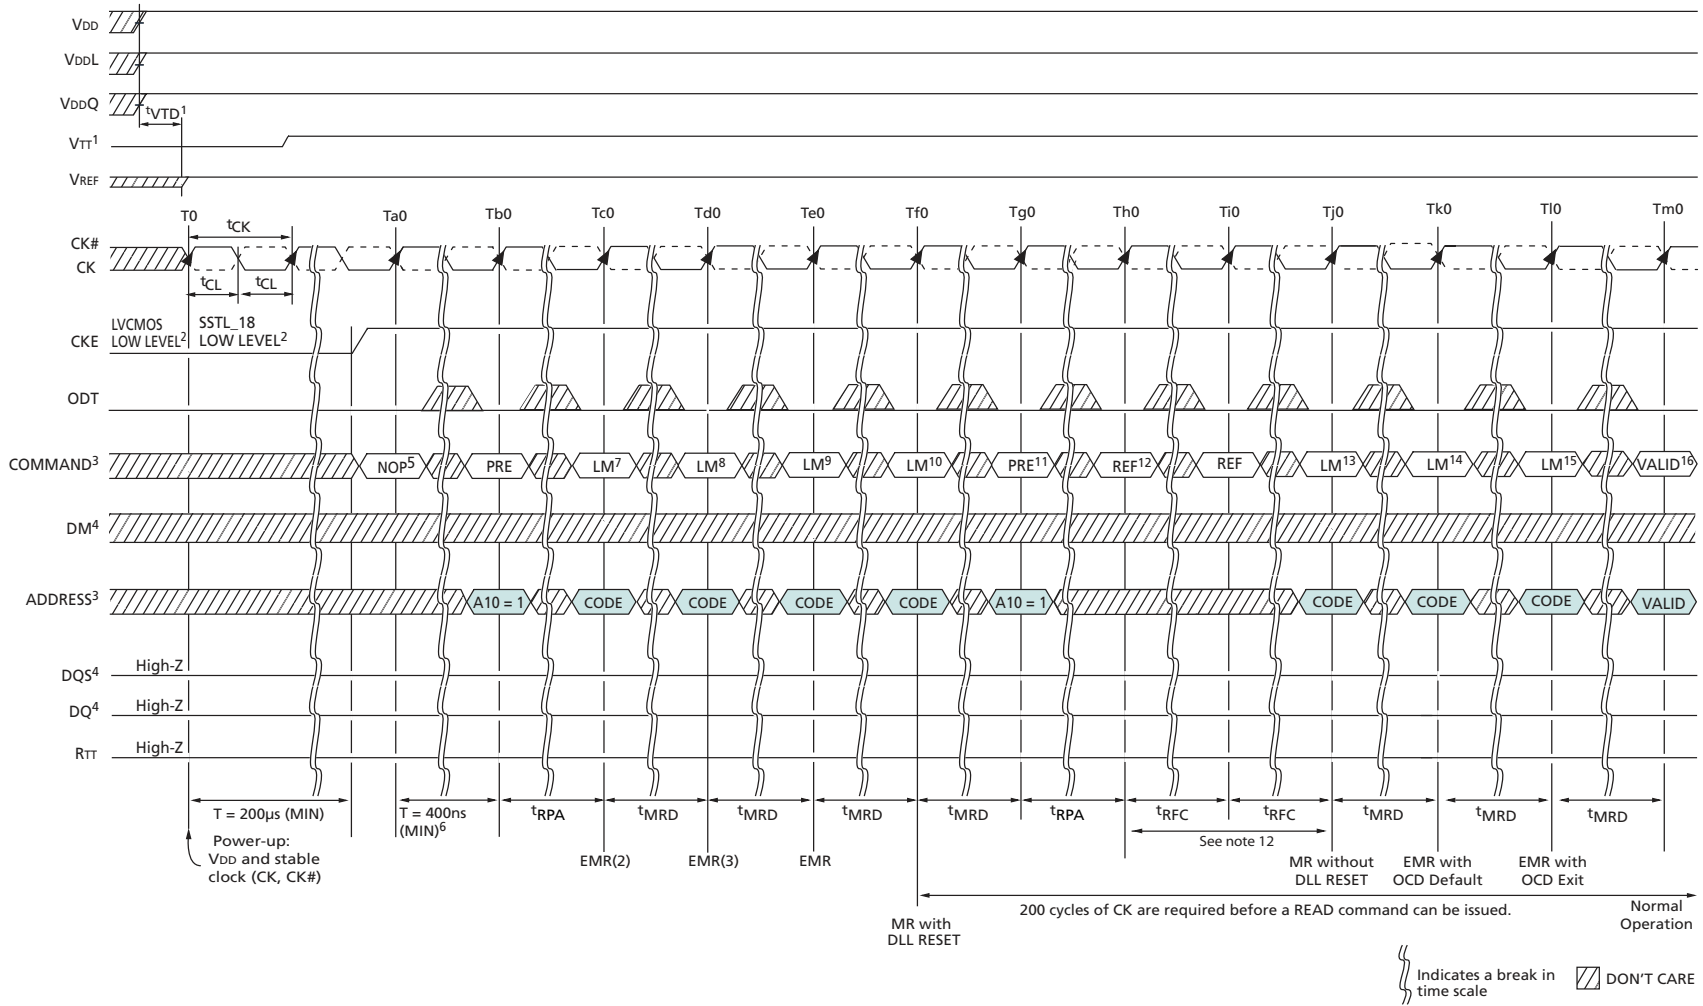 VDD
VDDL
VDDQ
tVTD1
VTT1
VREF
T0 Ta0 Tb0 Tc0 Td0 Te0 Tf0 Tg0 Th0 Ti0 Tj0 Tk0 Tl0 Tm0
tCK
CK#
CK
tCL tCL
LVCMOS
LOW LEVEL2
SSTL_18
LOW LEVEL2
CKE
ODT
COMMAND3 NOP5 PRE LM7 LM8 LM9 LM10 PRE11 REF12 REF LM13 LM14 LM15 VALID16
DM4
ADDRESS3 A10 = 1 CODE CODE CODE CODE A10 = 1 CODE CODE CODE VALID
DQS4 High-Z
DQ4 High-Z
RTT High-Z
T = 200µs (MIN)
T = 400ns
(MIN)6
tRPA tMRD tMRD tMRD tMRD tRPA tRFC tRFC tMRD tMRD tMRD
See note 12
Power-up:
VDD and stable
clock (CK, CK#)
EMR(2) EMR(3) EMR
MR without
DLL RESET
EMR with
OCD Default
EMR with
OCD Exit
200 cycles of CK are required before a READ command can be issued.
Normal
Operation
MR with
DLL RESET
Indicates a break in
time scale
DON'T CARE